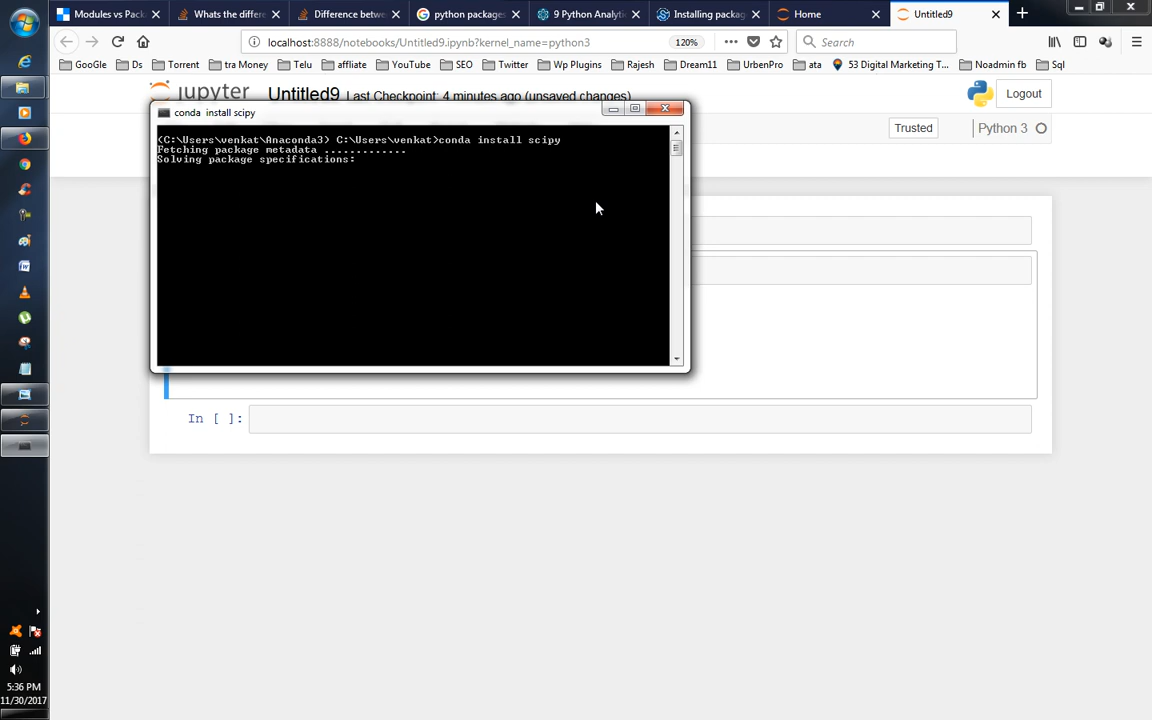 Modules vs Pack
Whats the differe
Difference betwe
python packages
9 Python Analyti
Installing packag
Home
Untitled9
localhost:8888/notebooks/Untitled9.ipynb?kernel_name=python3
120%
Search
GooGle
Ds
Torrent
tra Money
Telu
affliate
YouTube
SEO
Twitter
Wp Plugins
Rajesh
Dream11
UrbenPro
ata
53 Digital Marketing T...
Noadmin fb
Sql
jupyter Untitled9 Last Checkpoint: 4 minutes ago (unsaved changes)
Logout
Trusted
Python 3
conda install scipy
(C:\Users\venkat\Anaconda3) C:\Users\venkat>conda install scipy
Fetching package metadata .............
Solving package specifications:
In [ ]:
5:36 PM
11/30/2017